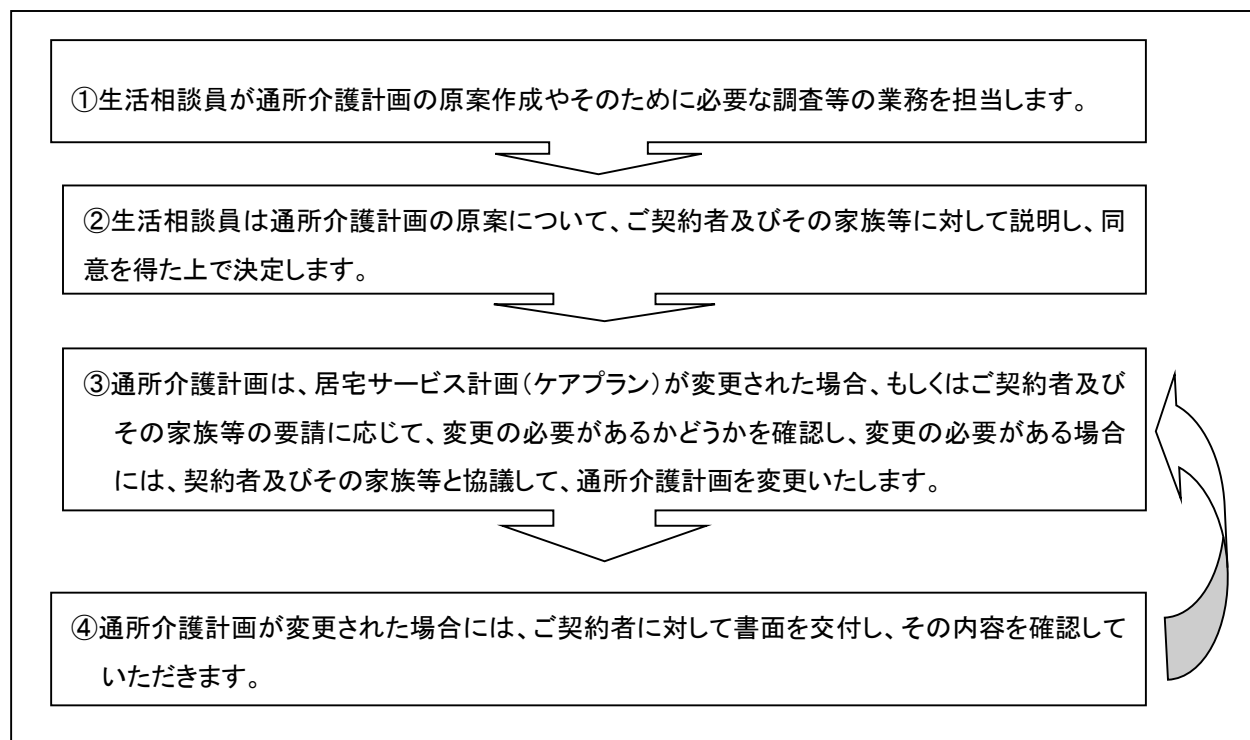 ①生活相談員が通所介護計画の原案作成やそのために必要な調査等の業務を担当します。
②生活相談員は通所介護計画の原案について、ご契約者及びその家族等に対して説明し、同
意を得た上で決定します。
③通所介護計画は、居宅サービス計画（ケアプラン）が変更された場合、もしくはご契約者及び
その家族等の要請に応じて、変更の必要があるかどうかを確認し、変更の必要がある場合
には、契約者及びその家族等と協議して、通所介護計画を変更いたします。
④通所介護計画が変更された場合には、ご契約者に対して書面を交付し、その内容を確認して
いただきます。